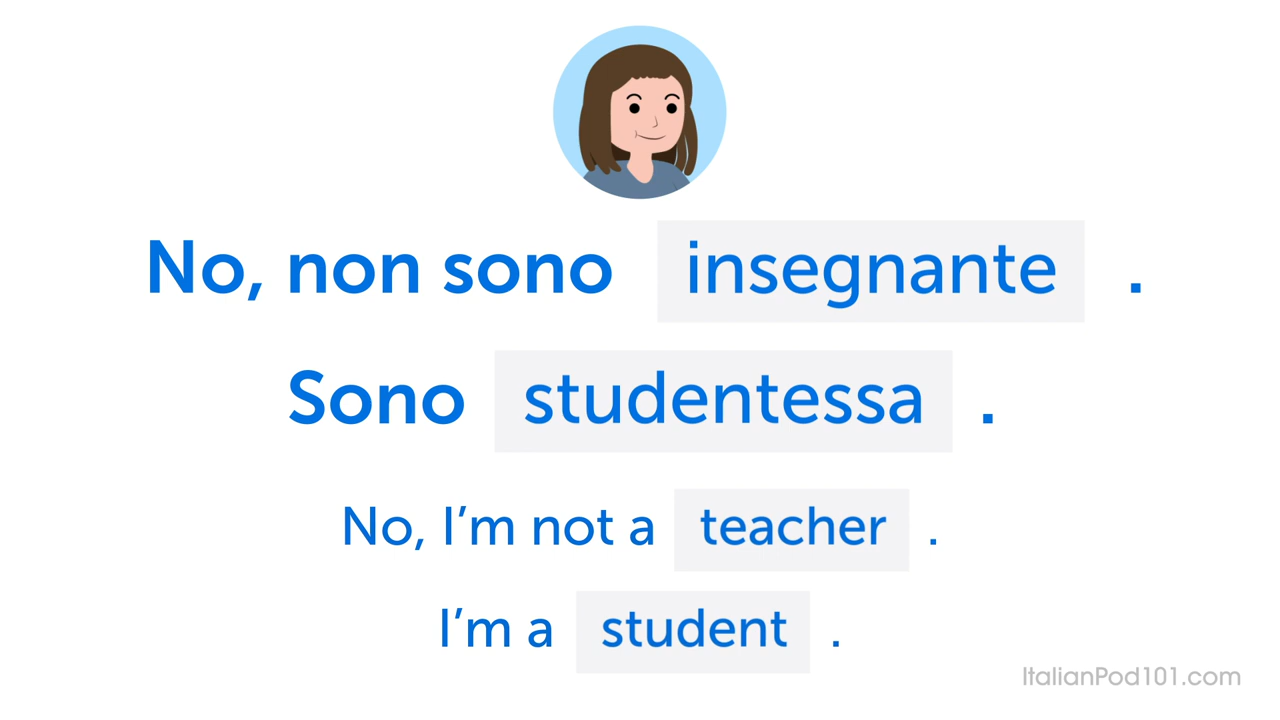 No, non sono insegnante .
Sono studentessa .
No, I’m not a teacher .
I’m a student .
ItalianPod101.com